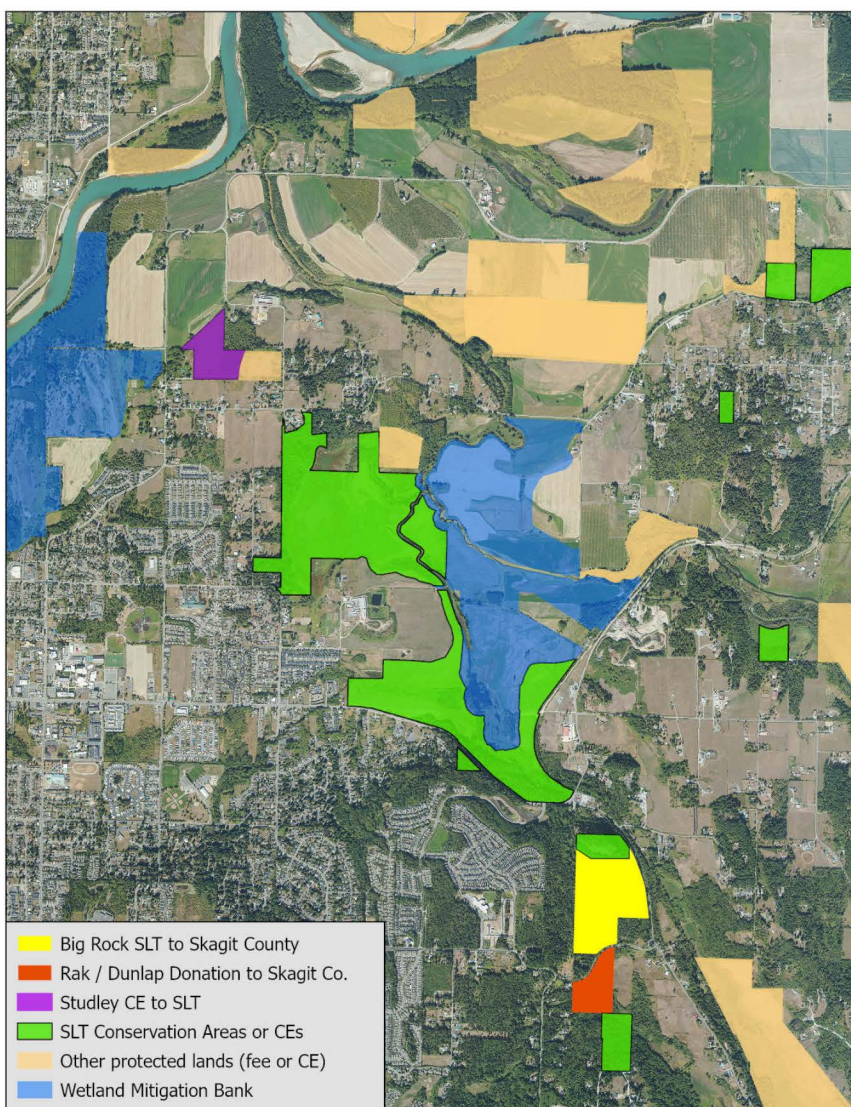 Big Rock SLT to Skagit County
Rak / Dunlap Donation to Skagit Co.
Studley CE to SLT
SLT Conservation Areas or CEs
Other protected lands (fee or CE)
Wetland Mitigation Bank